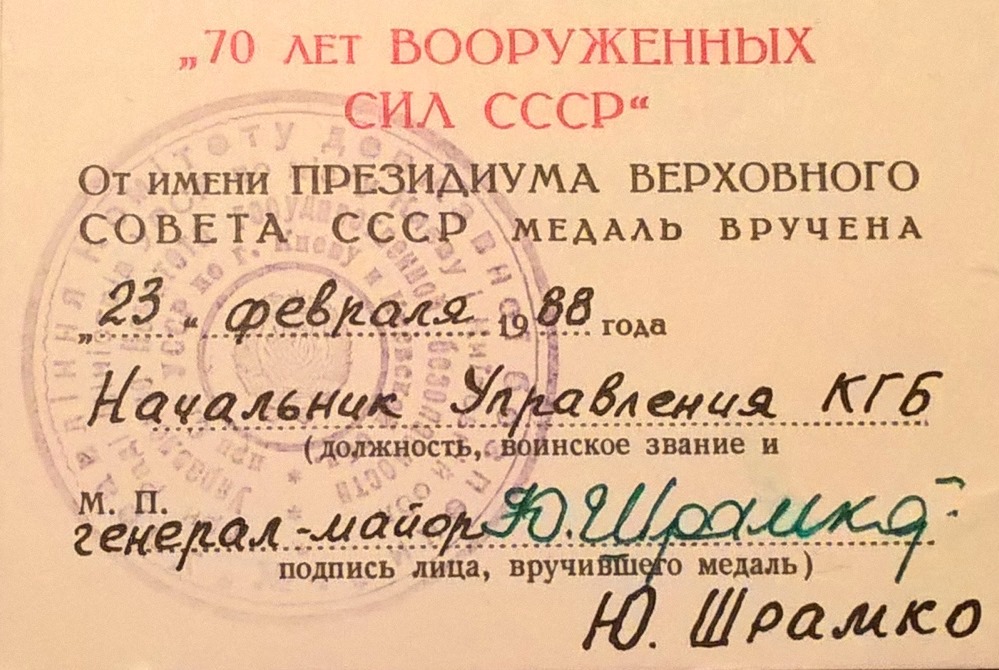 „70 ЛЕТ ВООРУЖЕННЫХ
СИЛ СССР“
От имени ПРЕЗИДИУМА ВЕРХОВНОГО
СОВЕТА СССР МЕДАЛЬ ВРУЧЕНА
„23“ февраля 1988 года
Начальник Управления КГБ
(должность, воинское звание и
М. П.
генерал-майор Ю. Шрамко
подпись лица, вручившего медаль)
Ю. Шрамко